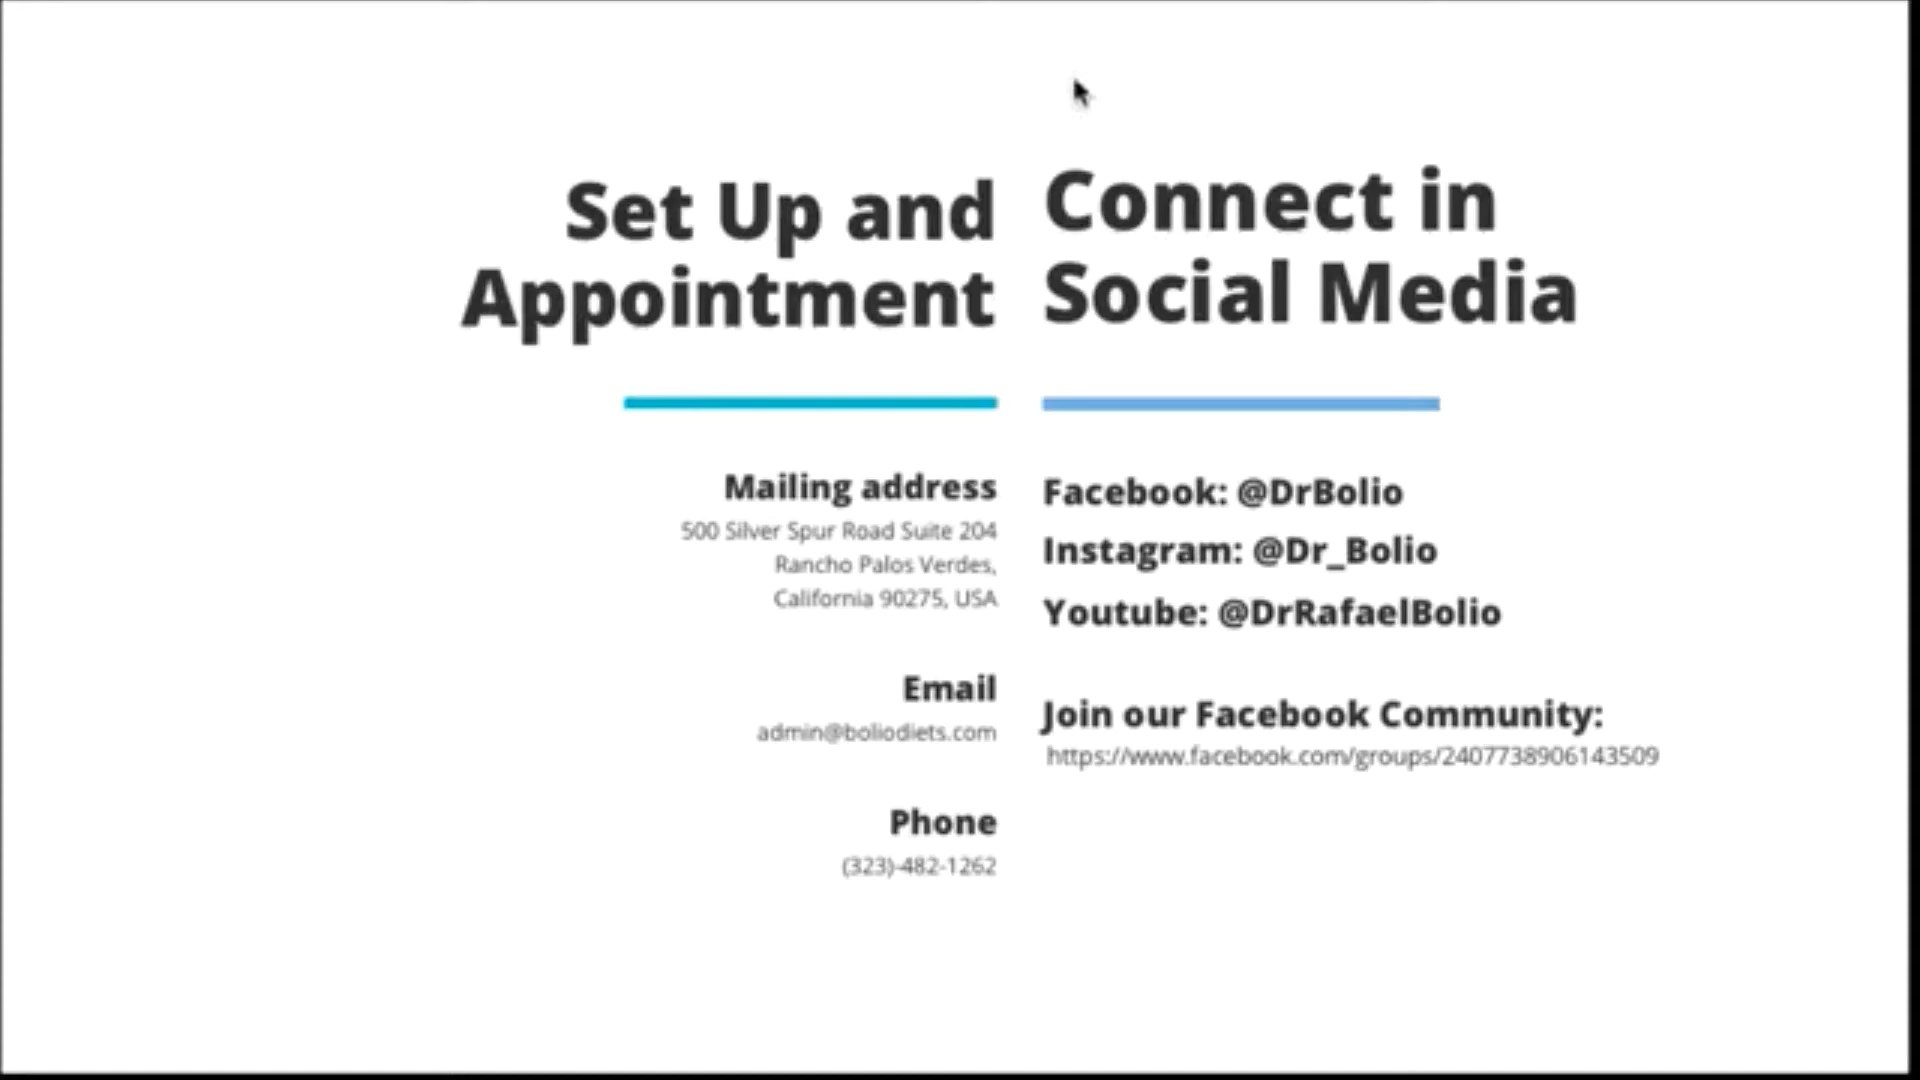 Set Up and
Appointment
Mailing address
500 Silver Spur Road Suite 204
Rancho Palos Verdes,
California 90275, USA
Email
admin@boliodiets.com
Phone
(323)-482-1262
Connect in
Social Media
Facebook: @DrBolio
Instagram: @Dr_Bolio
Youtube: @DrRafaelBolio
Join our Facebook Community:
https://www.facebook.com/groups/2407738906143509